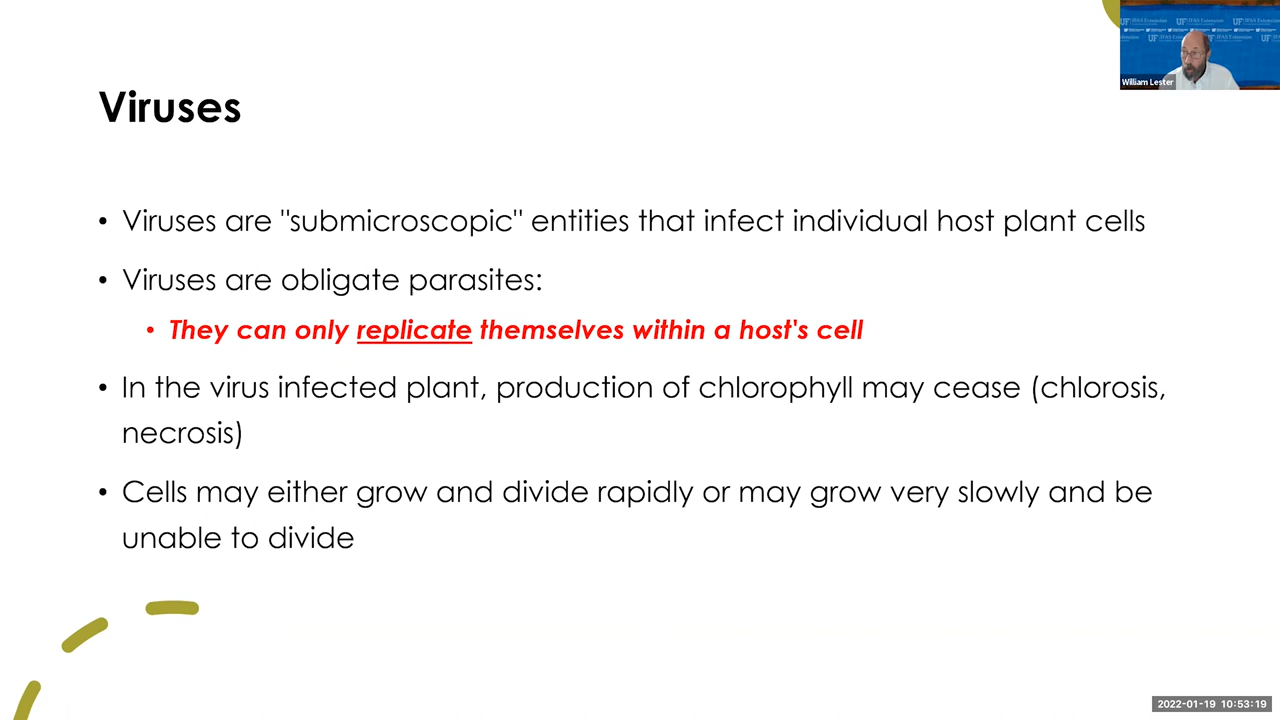 Viruses
• Viruses are "submicroscopic" entities that infect individual host plant cells
• Viruses are obligate parasites:
• They can only replicate themselves within a host's cell
• In the virus infected plant, production of chlorophyll may cease (chlorosis,
necrosis)
• Cells may either grow and divide rapidly or may grow very slowly and be
unable to divide
UF IFAS Extension
William Lester
2022-01-19 10:53:19